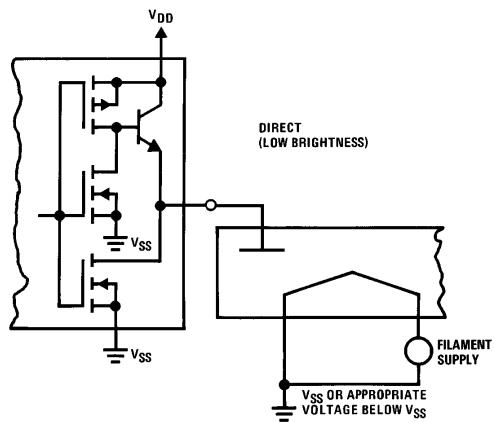 VDD
DIRECT
(LOW BRIGHTNESS)
VSS
VSS
FILAMENT
SUPPLY
VSS OR APPROPRIATE
VOLTAGE BELOW VSS